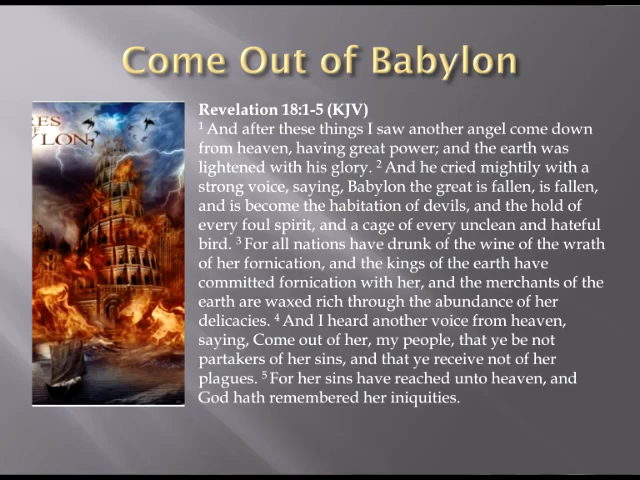 Come Out of Babylon
RES
YLON
Revelation 18:1-5 (KJV)
1 And after these things I saw another angel come down
from heaven, having great power; and the earth was
lightened with his glory. 2 And he cried mightily with a
strong voice, saying, Babylon the great is fallen, is fallen,
and is become the habitation of devils, and the hold of
every foul spirit, and a cage of every unclean and hateful
bird. 3 For all nations have drunk of the wine of the wrath
of her fornication, and the kings of the earth have
committed fornication with her, and the merchants of the
earth are waxed rich through the abundance of her
delicacies. 4 And I heard another voice from heaven,
saying, Come out of her, my people, that ye be not
partakers of her sins, and that ye receive not of her
plagues. 5 For her sins have reached unto heaven, and
God hath remembered her iniquities.